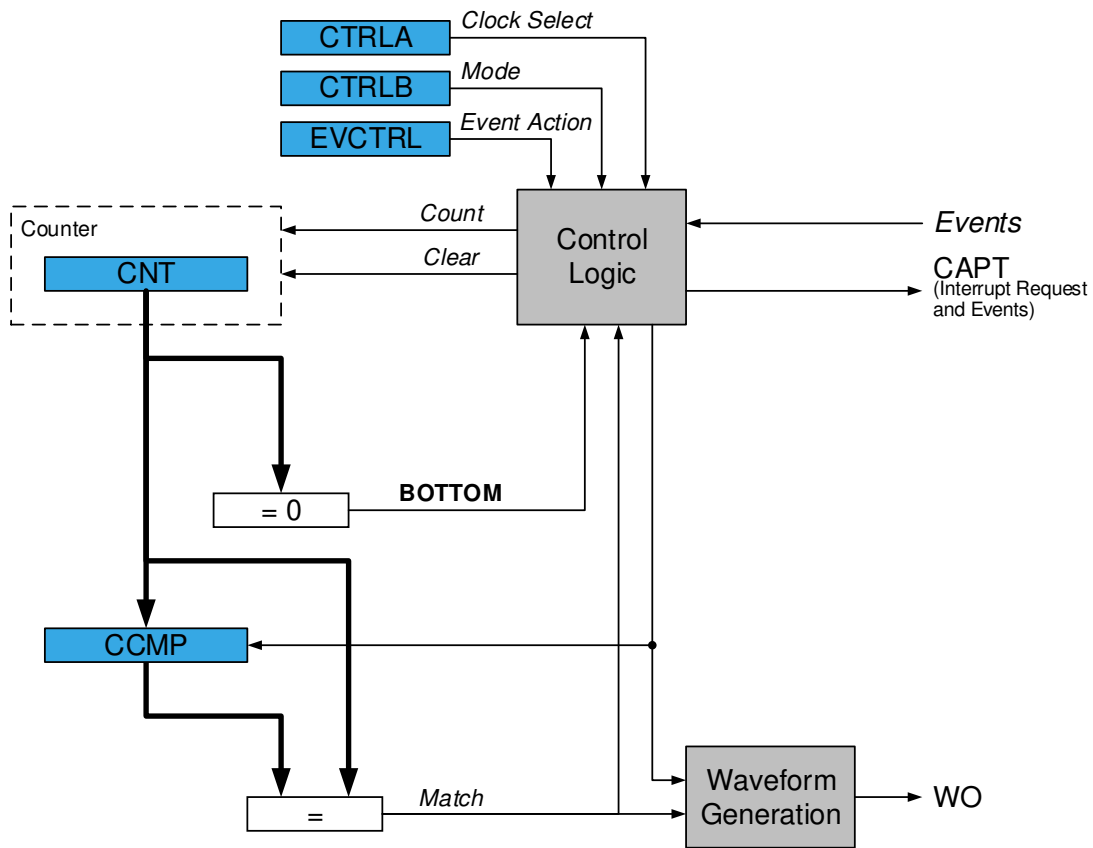 CTRLA
Clock Select
CTRLB
Mode
EVCTRL
Event Action
Counter
CNT
Count
Clear
Control
Logic
Events
CAPT
(Interrupt Request
and Events)
= 0
BOTTOM
CCMP
=
Match
Waveform
Generation
WO